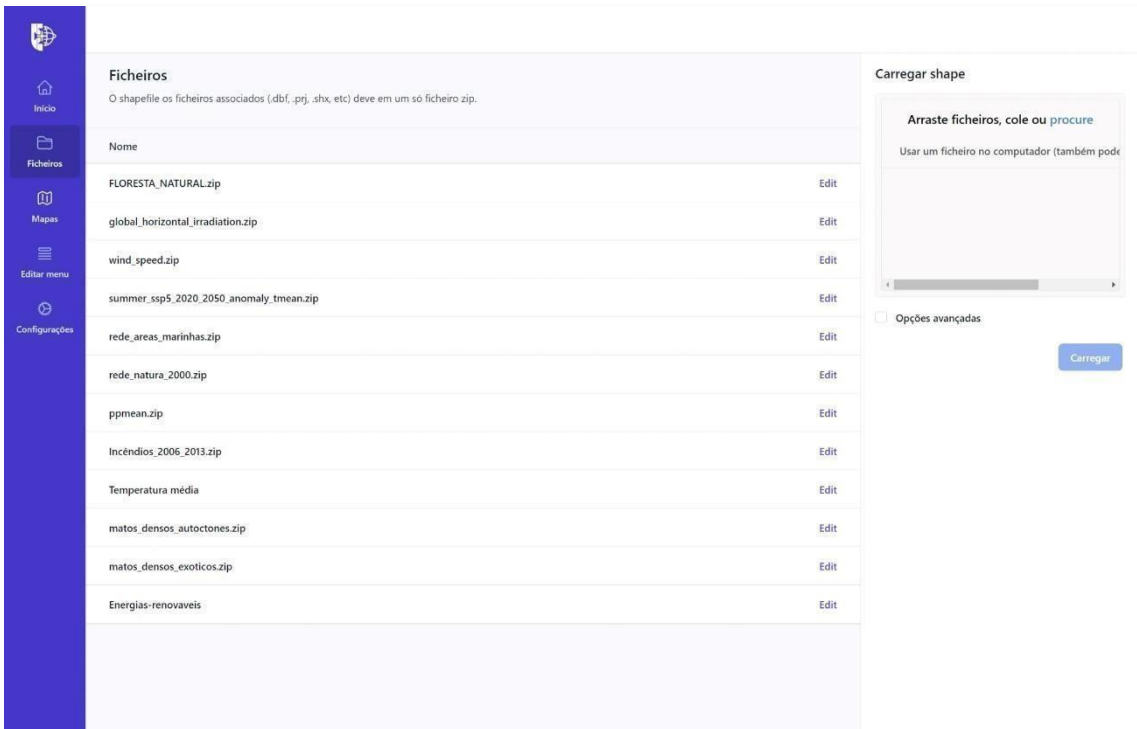 Início
Ficheiros
Mapas
Editar menu
Configurações
Ficheiros
O shapefile os ficheiros associados (.dbf, .prj, .shx, etc) deve em um só ficheiro zip.
Nome
FLORESTA_NATURAL.zip Edit
global_horizontal_irradiation.zip Edit
wind_speed.zip Edit
summer_ssp5_2020_2050_anomaly_tmean.zip Edit
rede_areas_marinhas.zip Edit
rede_natura_2000.zip Edit
ppmean.zip Edit
Incêndios_2006_2013.zip Edit
Temperatura média Edit
matos_densos_autoctones.zip Edit
matos_densos_exoticos.zip Edit
Energias-renovaveis Edit
Carregar shape
Arraste ficheiros, cole ou procure
Usar um ficheiro no computador (também pode
Opções avançadas
Carregar